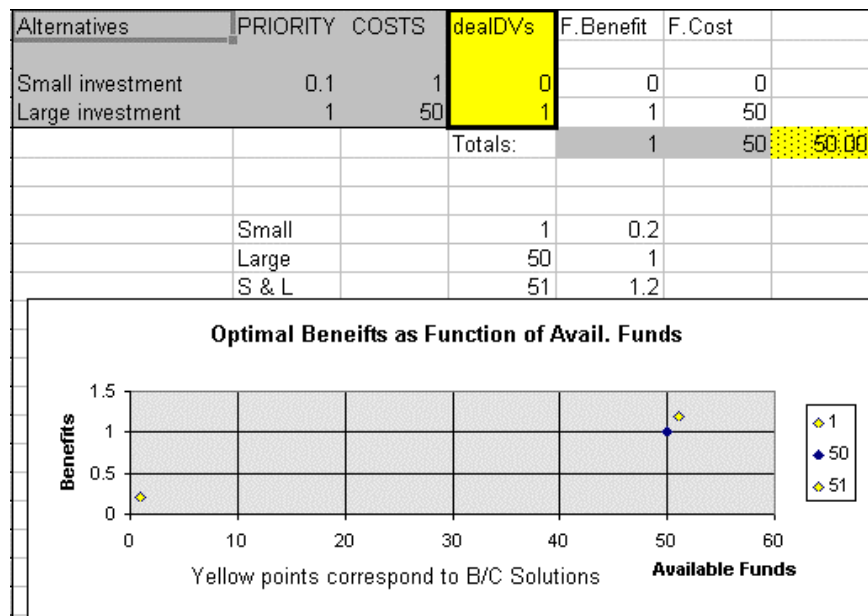 Alternatives PRIORITY COSTS dealDVs F.Benefit F.Cost
Small investment 0.1 1 0 0 0
Large investment 1 50 1 1 50
Totals: 1 50 50.00
Small 1 0.2
Large 50 1
S & L 51 1.2
Optimal Beneifts as Function of Avail. Funds
1.5
1
0.5
0
Benefits
0 10 20 30 40 50 60
1
50
51
Yellow points correspond to B/C Solutions
Available Funds